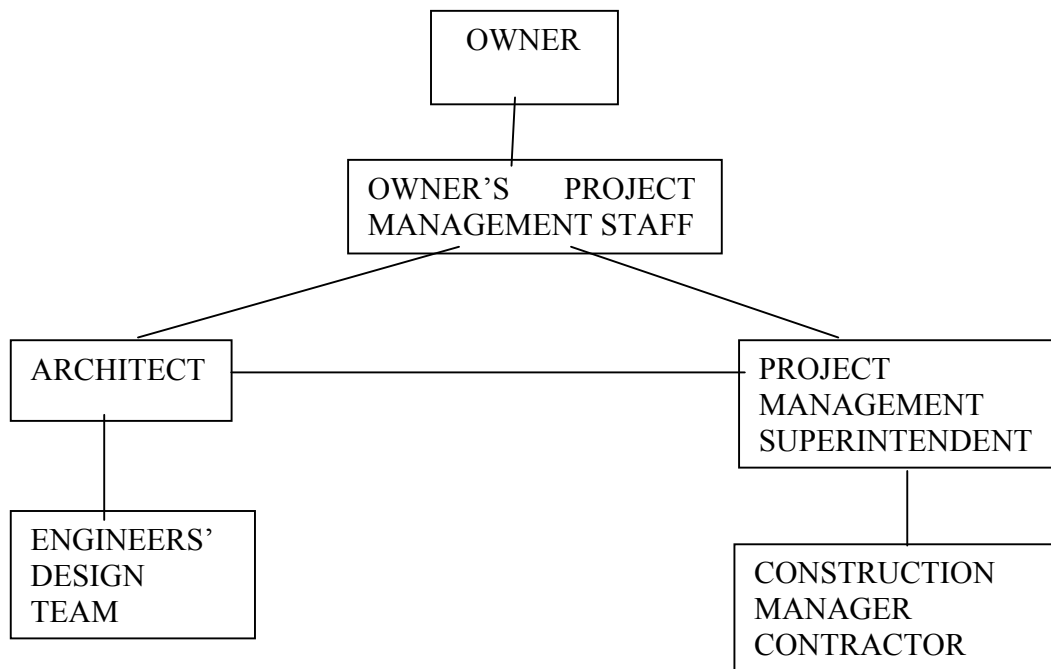 OWNER
OWNER’S PROJECT
MANAGEMENT STAFF
ARCHITECT
PROJECT
MANAGEMENT
SUPERINTENDENT
ENGINEERS’
DESIGN
TEAM
CONSTRUCTION
MANAGER
CONTRACTOR